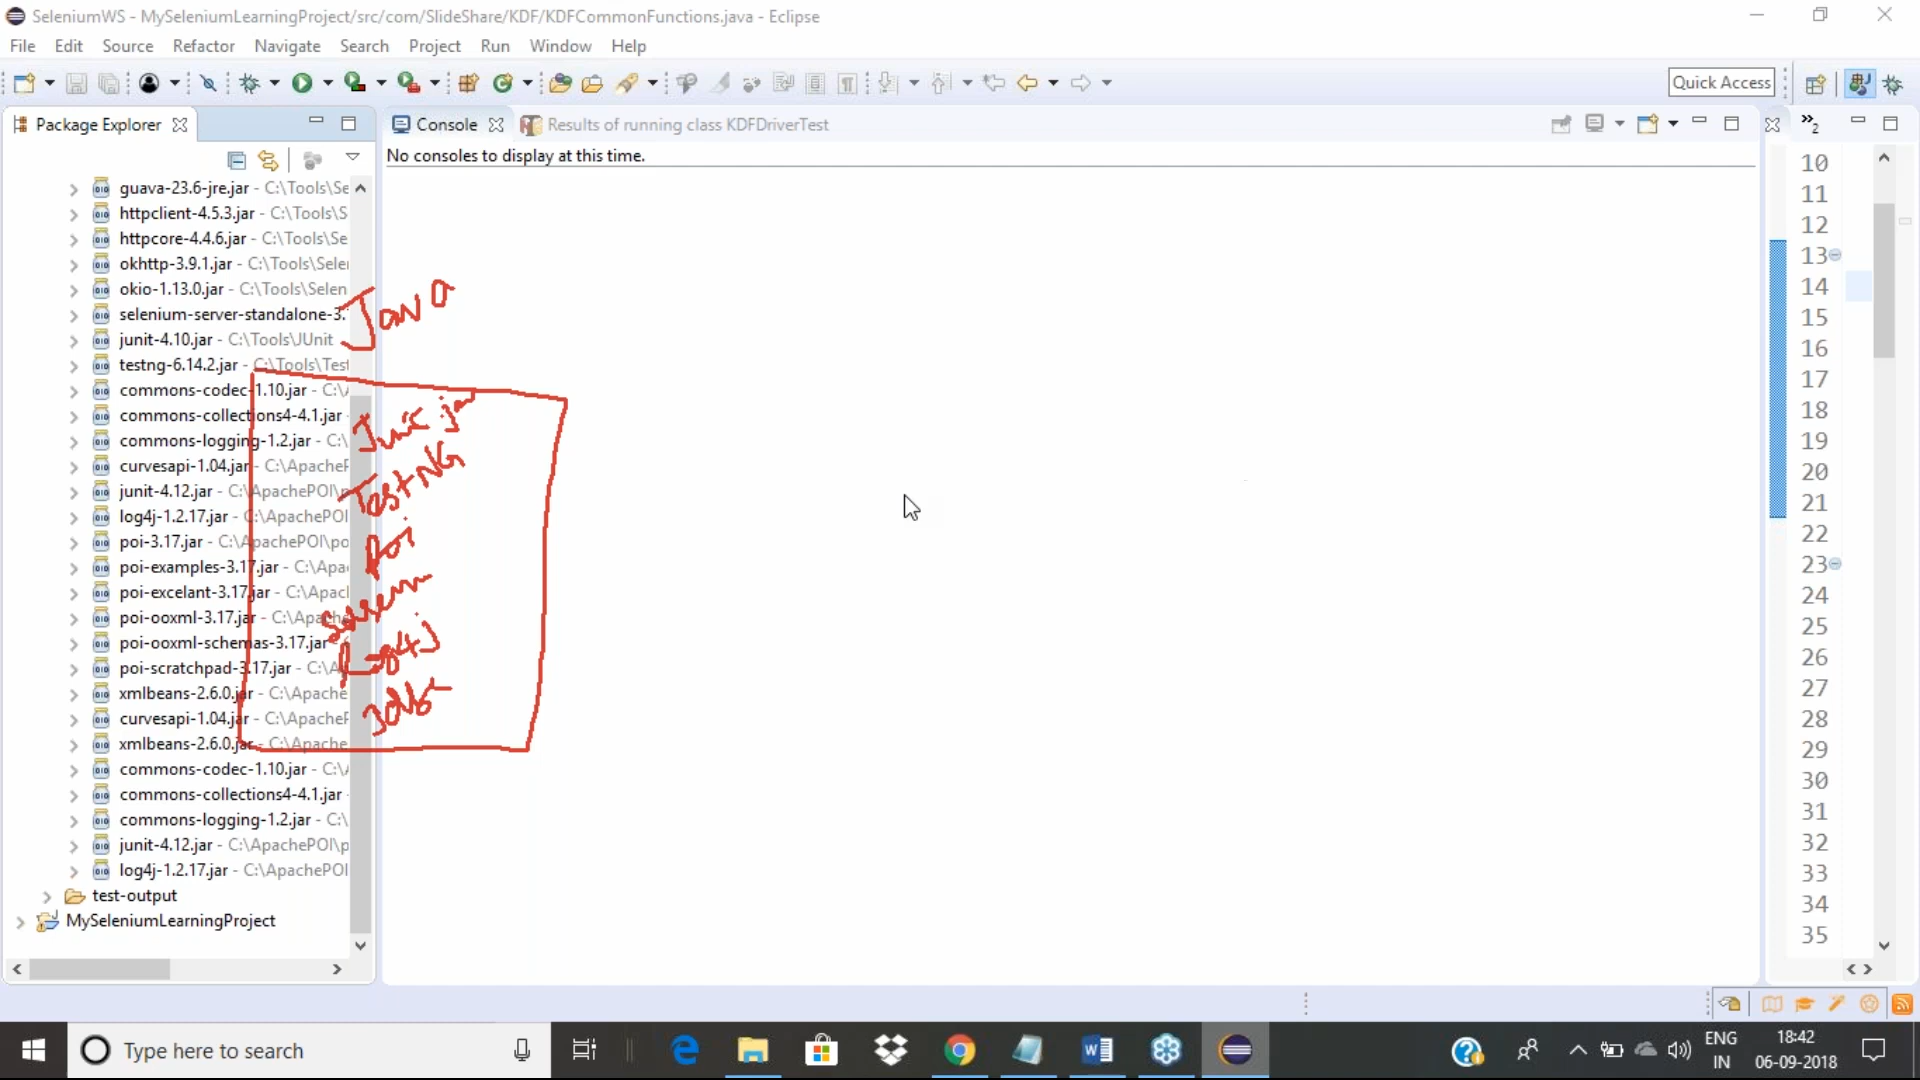 SeleniumWS - MySeleniumLearningProject/src/com/SlideShare/KDF/KDFCommonFunctions.java - Eclipse
File Edit Source Refactor Navigate Search Project Run Window Help
Quick Access
Package Explorer
Console
Results of running class KDFDriverTest
2
No consoles to display at this time.
guava-23.6-jre.jar - C:\Tools\Se
httpclient-4.5.3.jar - C:\Tools\S
httpcore-4.4.6.jar - C:\Tools\Se
okhttp-3.9.1.jar - C:\Tools\Sele
okio-1.13.0.jar - C:\Tools\Selen
selenium-server-standalone-3.
junit-4.10.jar - C:\Tools\JUnit
testng-6.14.2.jar - C:\Tools\Test
commons-codec-1.10.jar - C:\
commons-collections4-4.1.jar
commons-logging-1.2.jar - C:\
curvesapi-1.04.jar - C:\ApacheP
junit-4.12.jar - C:\ApachePOI\p
log4j-1.2.17.jar - C:\ApachePOI
poi-3.17.jar - C:\ApachePOI\po
poi-examples-3.17.jar - C:\Apa
poi-excelant-3.17.jar - C:\Apacl
poi-ooxml-3.17.jar - C:\Apache
poi-ooxml-schemas-3.17.jar
poi-scratchpad-3.17.jar - C:\A
xmlbeans-2.6.0.jar - C:\Apache
curvesapi-1.04.jar - C:\ApacheP
xmlbeans-2.6.0.jar - C:\Apache
commons-codec-1.10.jar - C:\
commons-collections4-4.1.jar
commons-logging-1.2.jar - C:\
junit-4.12.jar - C:\ApachePOI\p
log4j-1.2.17.jar - C:\ApachePOI
test-output
MySeleniumLearningProject
Java
jar
TestNG
Poi
Log4j
10
11
12
13
14
15
16
17
18
19
20
21
22
23
24
25
26
27
28
29
30
31
32
33
34
35
Type here to search
ENG
IN
18:42
06-09-2018